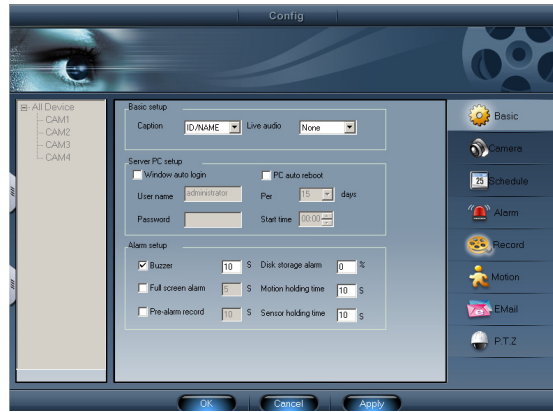 Config
All Device
CAM1
CAM2
CAM3
CAM4
Basic setup
Caption ID/NAME Live audio None
Server PC setup
Window auto login PC auto reboot
User name administrator Per 15 days
Password Start time 00:00
Alarm setup
Buzzer 10 S Disk storage alarm 0 %
Full screen alarm 5 S Motion holding time 10 S
Pre-alarm record 10 S Sensor holding time 10 S
Basic
Camera
25 Schedule
Alarm
Record
Motion
EMail
P.T.Z
OK Cancel Apply